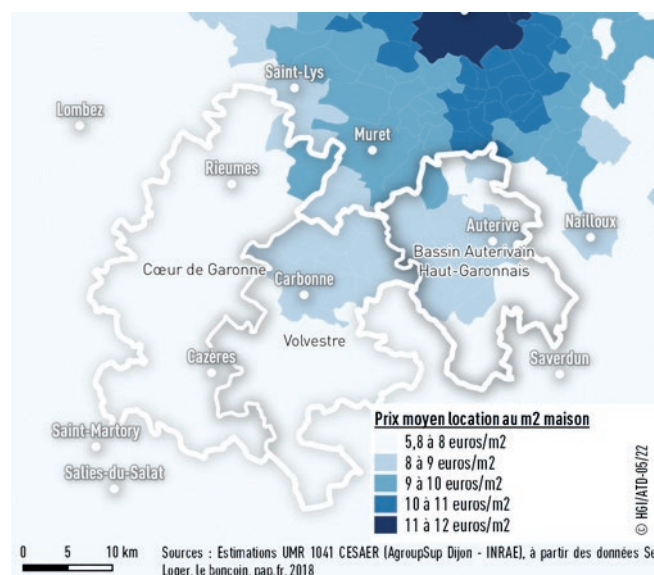 Saint-Lys
Lombez
Muret
Rieumes
Auterive
Nailloux
Bassin Auterivain
Haut-Garonnais
Cœur de Garonne
Carbonne
Volvestre
Cazères
Saverdun
Saint-Martory
Salies-du-Salat
Prix moyen location au m2 maison
5,8 à 8 euros/m2
8 à 9 euros/m2
9 à 10 euros/m2
10 à 11 euros/m2
11 à 12 euros/m2
© HGI/ATD-05/22
0 5 10 km
Sources : Estimations UMR 1041 CESAER (AgroupSup Dijon - INRAE), à partir des données Se
Loger, le boncoin, pap.fr, 2018